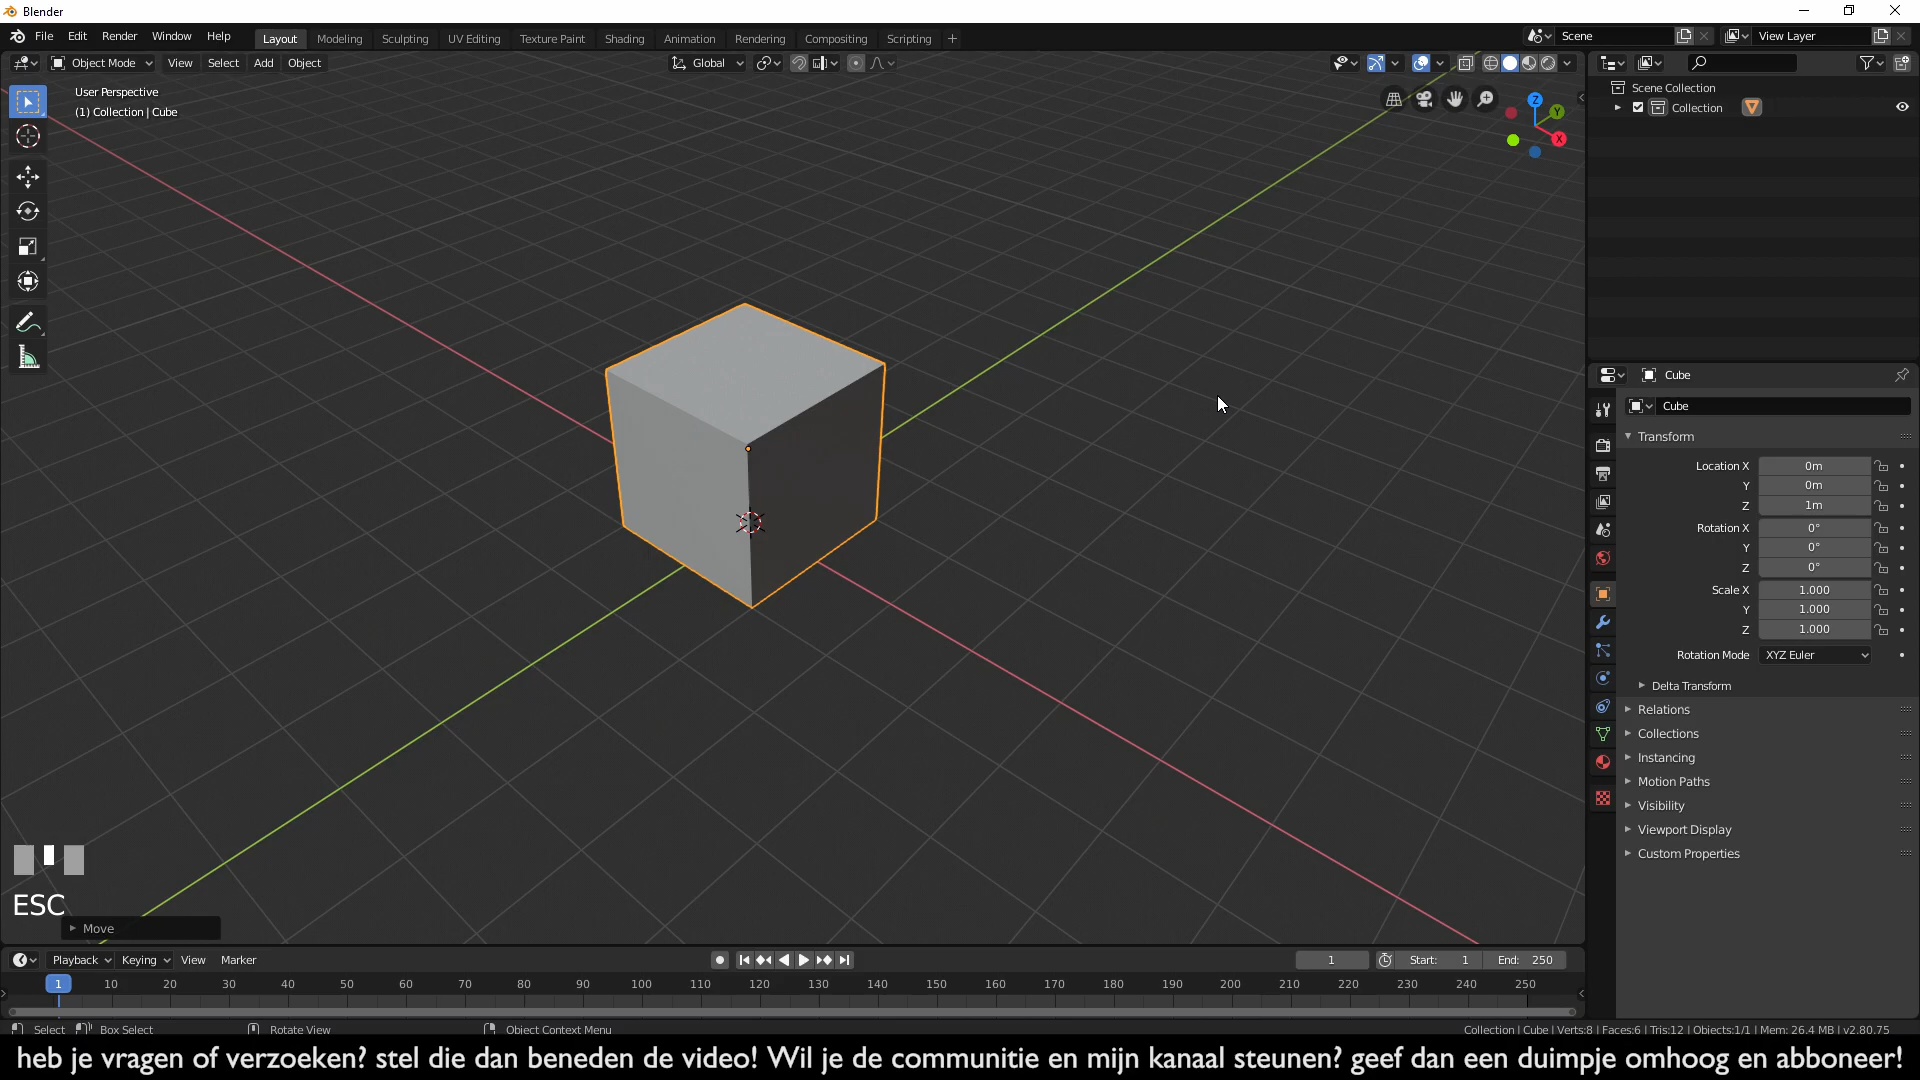 Blender
File Edit Render Window Help Layout Modeling Sculpting UV Editing Texture Paint Shading Animation Rendering Compositing Scripting + Scene View Layer
Object Mode View Select Add Object Global
User Perspective
(1) Collection | Cube
Z
Y
X
Scene Collection
Collection
Cube
Cube
Transform
Location X 0m
Y 0m
Z 1m
Rotation X 0°
Y 0°
Z 0°
Scale X 1.000
Y 1.000
Z 1.000
Rotation Mode XYZ Euler
Delta Transform
Relations
Collections
Instancing
Motion Paths
Visibility
Viewport Display
Custom Properties
ESC
Move
Playback Keying View Marker 1 Start: 1 End: 250
1 10 20 30 40 50 60 70 80 90 100 110 120 130 140 150 160 170 180 190 200 210 220 230 240 250
Select Box Select Rotate View Object Context Menu Collection | Cube | Verts:8 | Faces:6 | Tris:12 | Objects:1/1 | Mem: 26.4 MB | v2.80.75
heb je vragen of verzoeken? stel die dan beneden de video! Wil je de communitie en mijn kanaal steunen? geef dan een duimpje omhoog en abboneer!